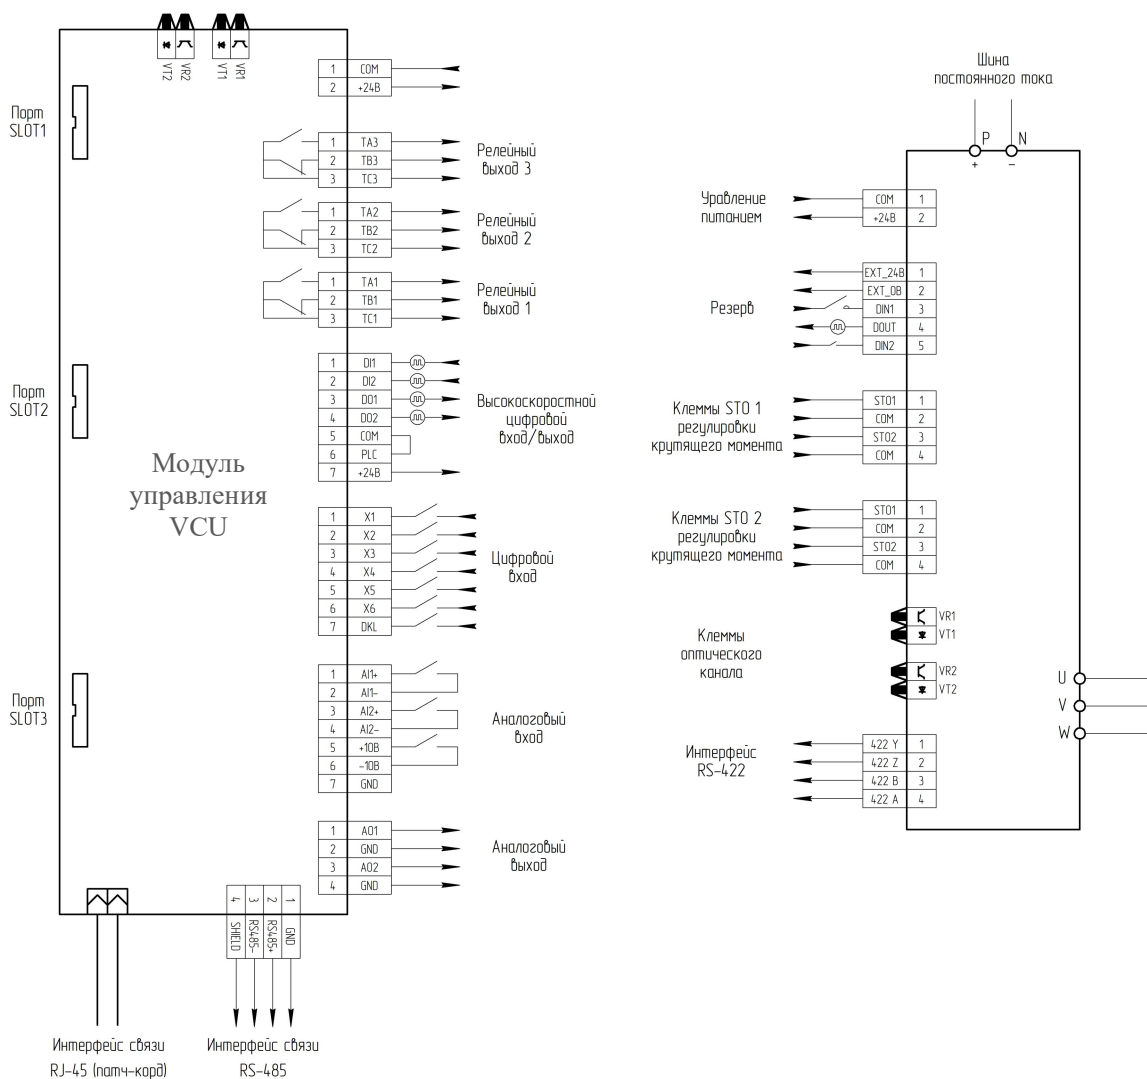 VT2
VR2
VT1
VR1
Порт
SLOT1
Порт
SLOT2
Порт
SLOT3
Модуль
управления
VCU
1 COM
2 +24В
1 TA3
2 TB3
3 TC3
Релейный
выход 3
1 TA2
2 TB2
3 TC2
Релейный
выход 2
1 TA1
2 TB1
3 TC1
Релейный
выход 1
1 DI1
2 DI2
3 DO1
4 DO2
5 COM
6 PLC
7 +24В
Высокоскоростной
цифровой
вход/выход
1 X1
2 X2
3 X3
4 X4
5 X5
6 X6
7 DKL
Цифровой
вход
1 AI1+
2 AI1-
3 AI2+
4 AI2-
5 +10В
6 -10В
7 GND
Аналоговый
вход
1 AO1
2 GND
3 AO2
4 GND
Аналоговый
выход
4 SHIELD
3 RS485-
2 RS485+
1 GND
Интерфейс связи
RJ-45 (патч-корд)
Интерфейс связи
RS-485
Шина
постоянного тока
P
N
+
-
Уравление
питанием
COM 1
+24В 2
Резерв
EXT_24В 1
EXT_0В 2
DIN1 3
DOUT 4
DIN2 5
Клеммы STO 1
регулировки
крутящего момента
STO1 1
COM 2
STO2 3
COM 4
Клеммы STO 2
регулировки
крутящего момента
STO1 1
COM 2
STO2 3
COM 4
Клеммы
оптического
канала
VR1
VT1
VR2
VT2
U
V
W
Интерфейс
RS-422
422 Y 1
422 Z 2
422 B 3
422 A 4